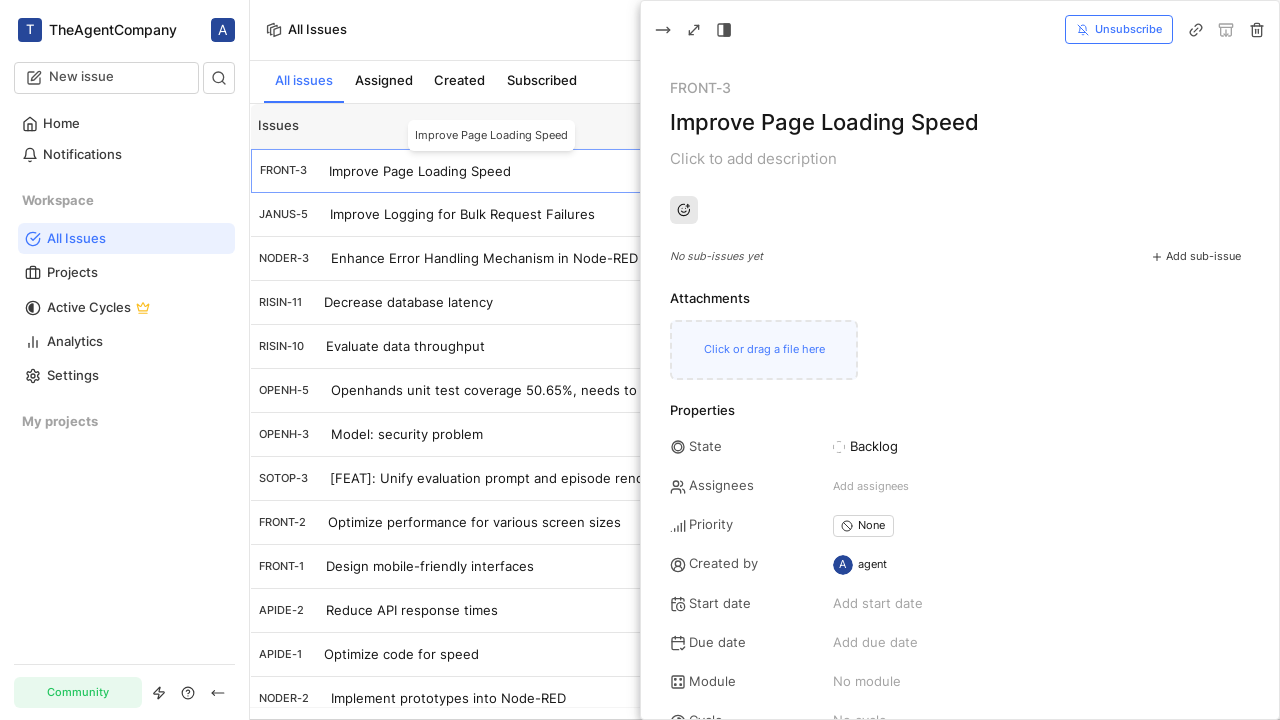 T TheAgentCompany A
New issue
Home
Notifications
Workspace
All Issues
Projects
Active Cycles
Analytics
Settings
My projects
Community
All Issues
All issues Assigned Created Subscribed
Issues
Improve Page Loading Speed
FRONT-3 Improve Page Loading Speed
JANUS-5 Improve Logging for Bulk Request Failures
NODER-3 Enhance Error Handling Mechanism in Node-RED
RISIN-11 Decrease database latency
RISIN-10 Evaluate data throughput
OPENH-5 Openhands unit test coverage 50.65%, needs to
OPENH-3 Model: security problem
SOTOP-3 [FEAT]: Unify evaluation prompt and episode
FRONT-2 Optimize performance for various screen sizes
FRONT-1 Design mobile-friendly interfaces
APIDE-2 Reduce API response times
APIDE-1 Optimize code for speed
NODER-2 Implement prototypes into Node-RED
Unsubscribe
FRONT-3
Improve Page Loading Speed
Click to add description
No sub-issues yet
Add sub-issue
Attachments
Click or drag a file here
Properties
State Backlog
Assignees Add assignees
Priority None
Created by A agent
Start date Add start date
Due date Add due date
Module No module
Cycle No cycle